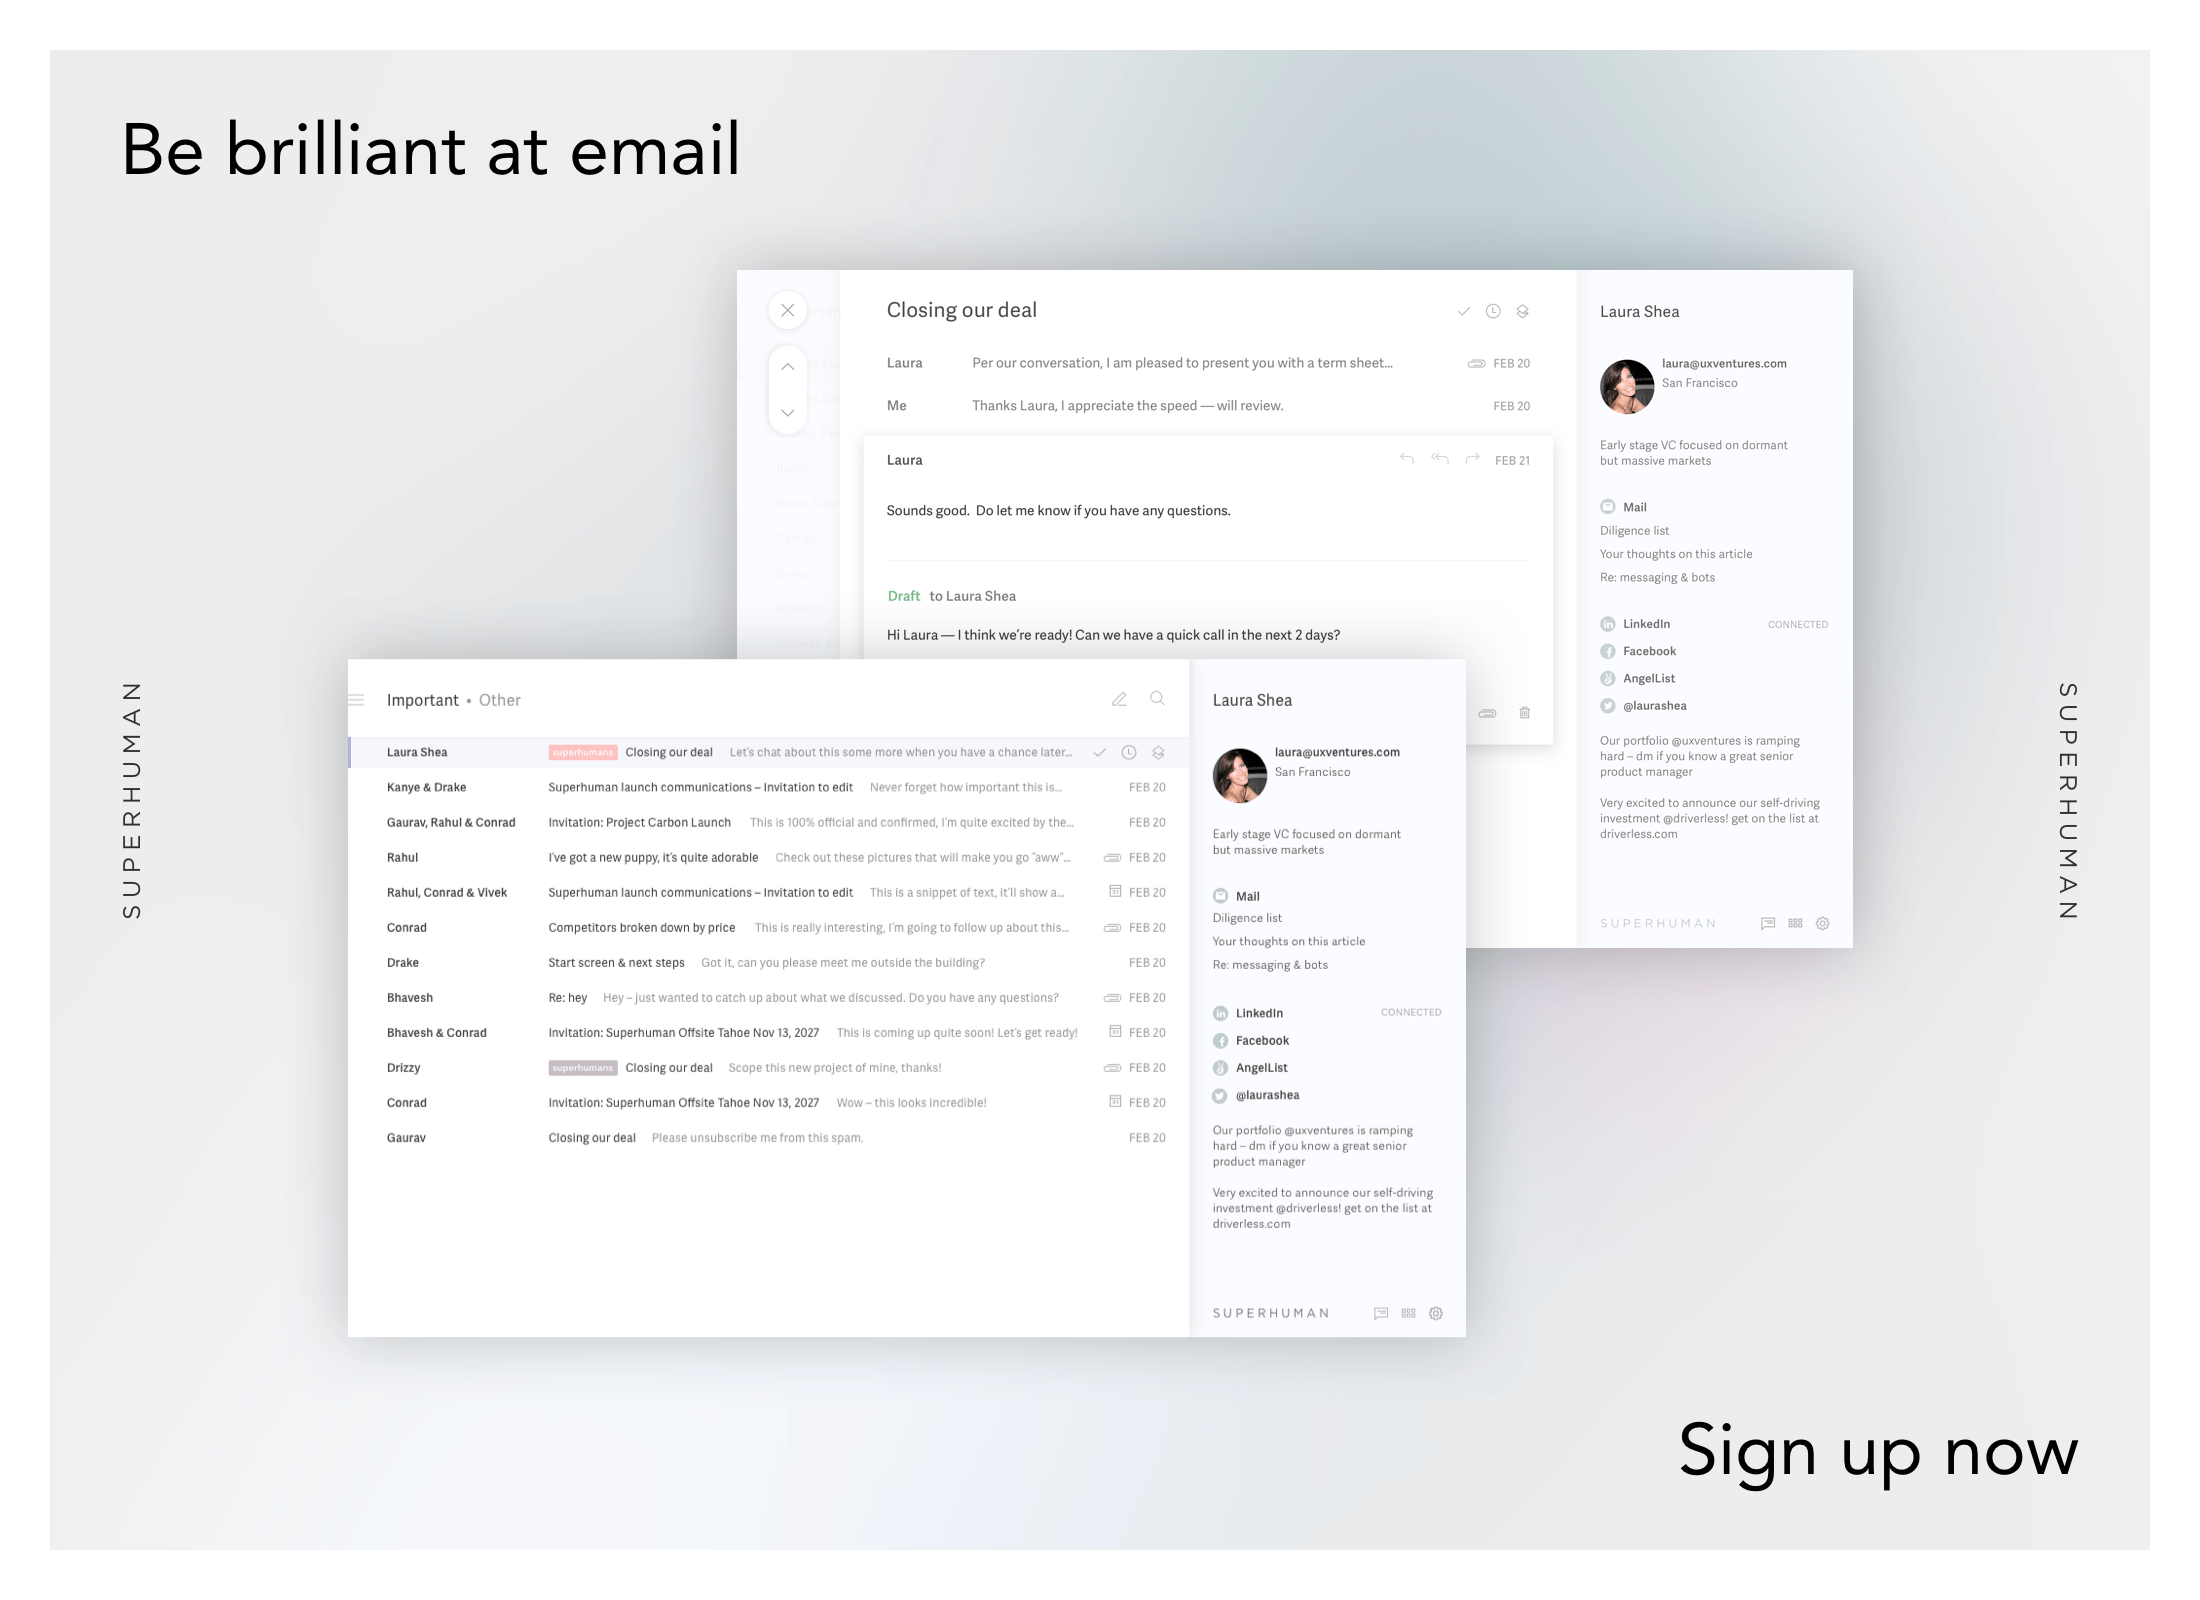 Be brilliant at email
SUPERHUMAN
SUPERHUMAN
Closing our deal
Laura Per our conversation, I am pleased to present you with a term sheet... FEB 20
Me Thanks Laura, I appreciate the speed — will review. FEB 20
Laura FEB 21
Sounds good. Do let me know if you have any questions.
Draft to Laura Shea
Hi Laura — I think we're ready! Can we have a quick call in the next 2 days?
Laura Shea
laura@uxventures.com
San Francisco
Early stage VC focused on dormant
but massive markets
Mail
Diligence list
Your thoughts on this article
Re: messaging & bots
LinkedIn CONNECTED
Facebook
AngelList
@laurashea
Our portfolio @uxventures is ramping
hard – dm if you know a great senior
product manager
Very excited to announce our self-driving
investment @driverless! get on the list at
driverless.com
SUPERHUMAN
Rahul
Conrad
Drake
Bhavesh
Important • Other
Laura Shea superhumans Closing our deal Let's chat about this some more when you have a chance later...
Kanye & Drake Superhuman launch communications – Invitation to edit Never forget how important this is... FEB 20
Gaurav, Rahul & Conrad Invitation: Project Carbon Launch This is 100% official and confirmed, I'm quite excited by the... FEB 20
Rahul I've got a new puppy, it's quite adorable Check out these pictures that will make you go "aww"... FEB 20
Rahul, Conrad & Vivek Superhuman launch communications – Invitation to edit This is a snippet of text, it'll show a... 31 FEB 20
Conrad Competitors broken down by price This is really interesting, I'm going to follow up about this... FEB 20
Drake Start screen & next steps Got it, can you please meet me outside the building? FEB 20
Bhavesh Re: hey Hey – just wanted to catch up about what we discussed. Do you have any questions? FEB 20
Bhavesh & Conrad Invitation: Superhuman Offsite Tahoe Nov 13, 2027 This is coming up quite soon! Let's get ready! 31 FEB 20
Drizzy superhumans Closing our deal Scope this new project of mine, thanks! FEB 20
Conrad Invitation: Superhuman Offsite Tahoe Nov 13, 2027 Wow – this looks incredible! 31 FEB 20
Gaurav Closing our deal Please unsubscribe me from this spam. FEB 20
Laura Shea
laura@uxventures.com
San Francisco
Early stage VC focused on dormant
but massive markets
Mail
Diligence list
Your thoughts on this article
Re: messaging & bots
LinkedIn CONNECTED
Facebook
AngelList
@laurashea
Our portfolio @uxventures is ramping
hard – dm if you know a great senior
product manager
Very excited to announce our self-driving
investment @driverless! get on the list at
driverless.com
SUPERHUMAN
Sign up now